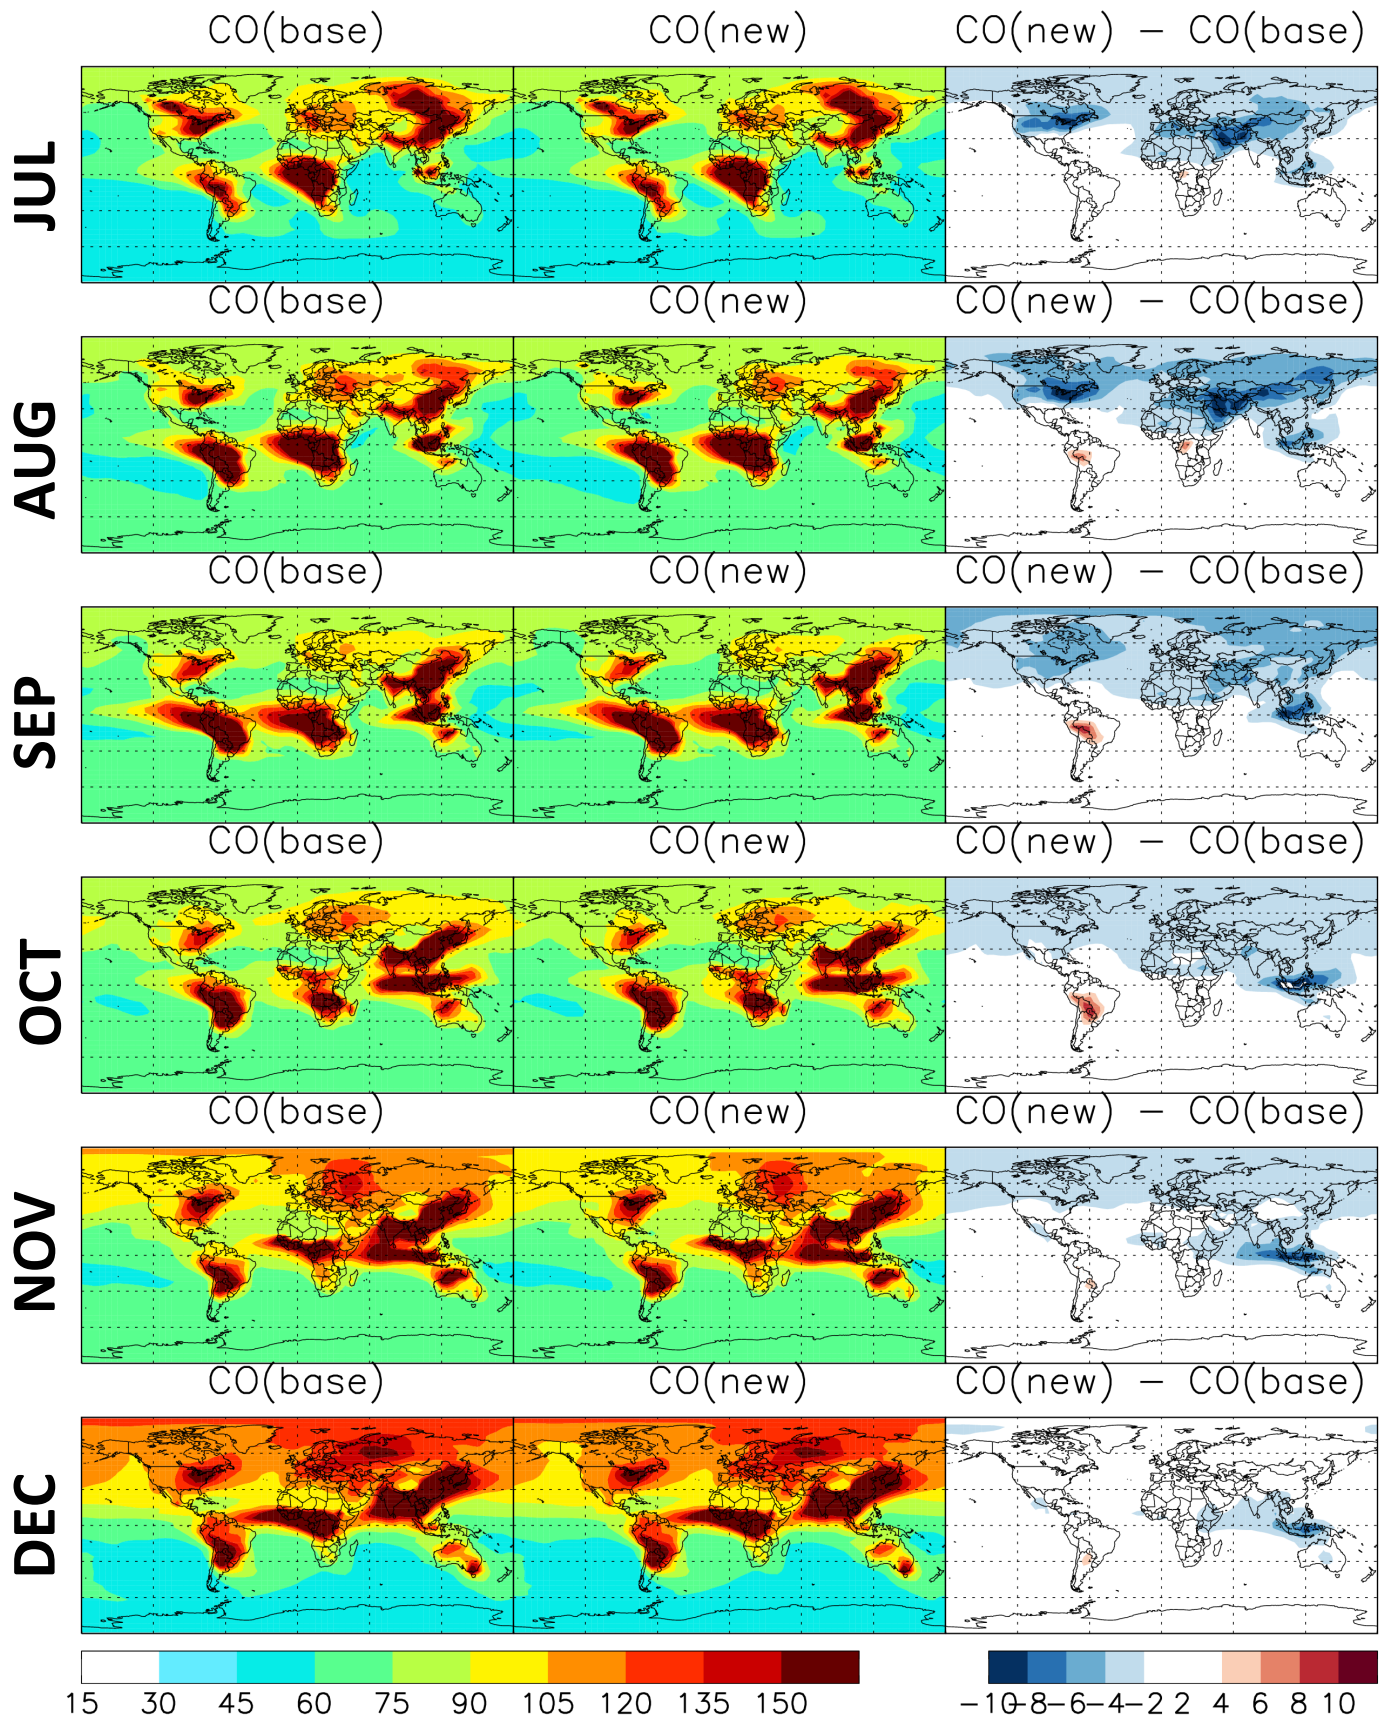 CO(base) CO(new) CO(new) − CO(base)
JUL
CO(base) CO(new) CO(new) − CO(base)
AUG
CO(base) CO(new) CO(new) − CO(base)
SEP
CO(base) CO(new) CO(new) − CO(base)
OCT
CO(base) CO(new) CO(new) − CO(base)
NOV
CO(base) CO(new) CO(new) − CO(base)
DEC
15 30 45 60 75 90 105 120 135 150
−10 −8 −6 −4 −2 2 4 6 8 10